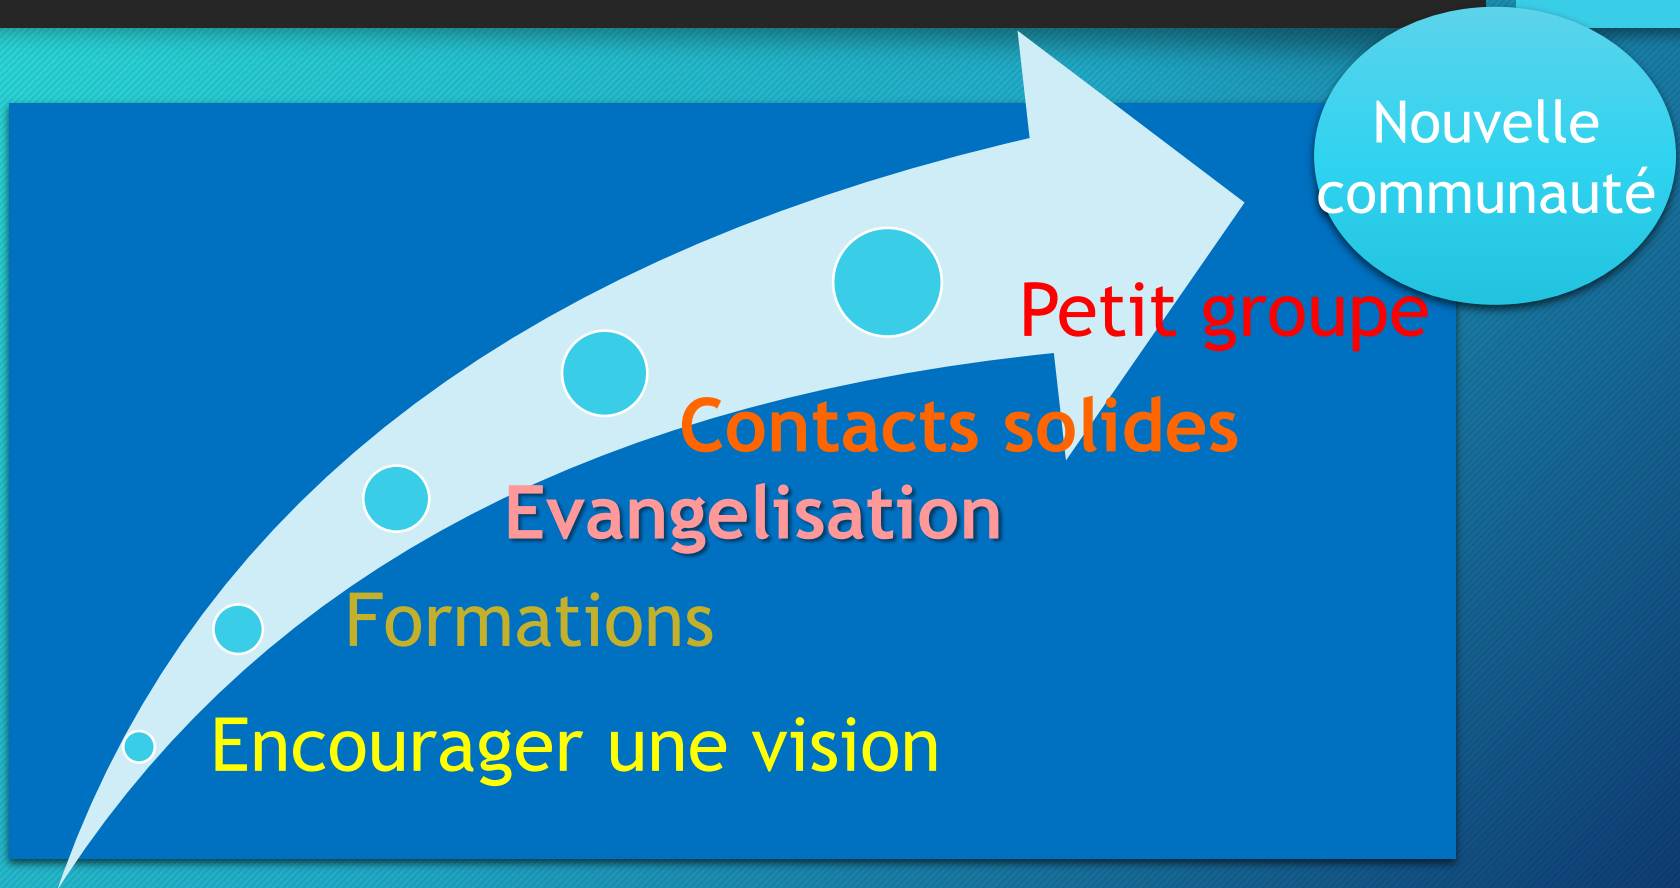 Nouvelle
communauté
Petit groupe
Contacts solides
Evangelisation
Formations
Encourager une vision